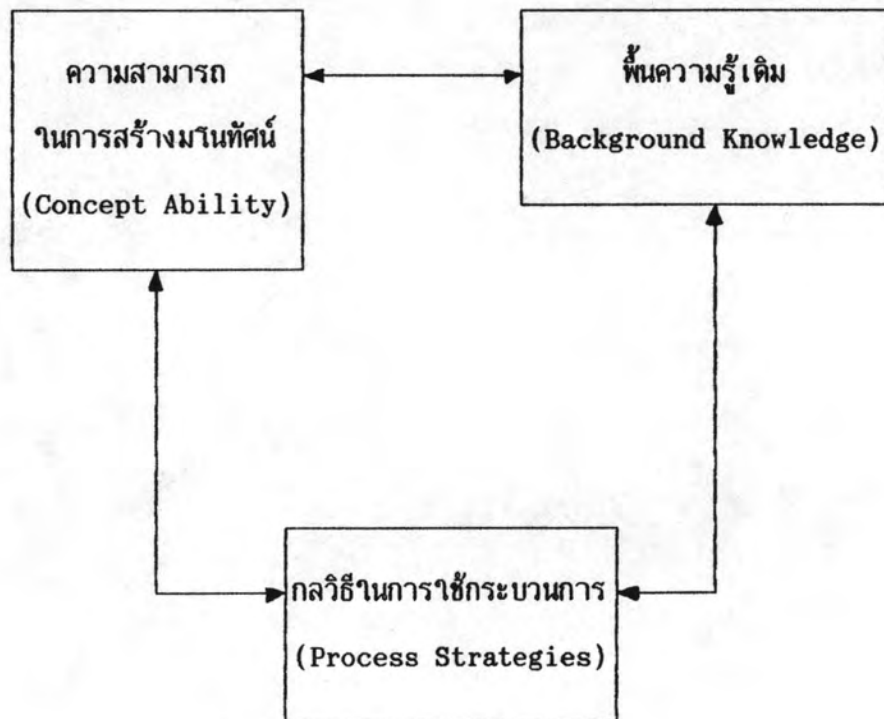 ความสามารถ
ในการสร้างมโนทัศน์
(Concept Ability)
พื้นความรู้เดิม
(Background Knowledge)
กลวิธีในการใช้กระบวนการ
(Process Strategies)